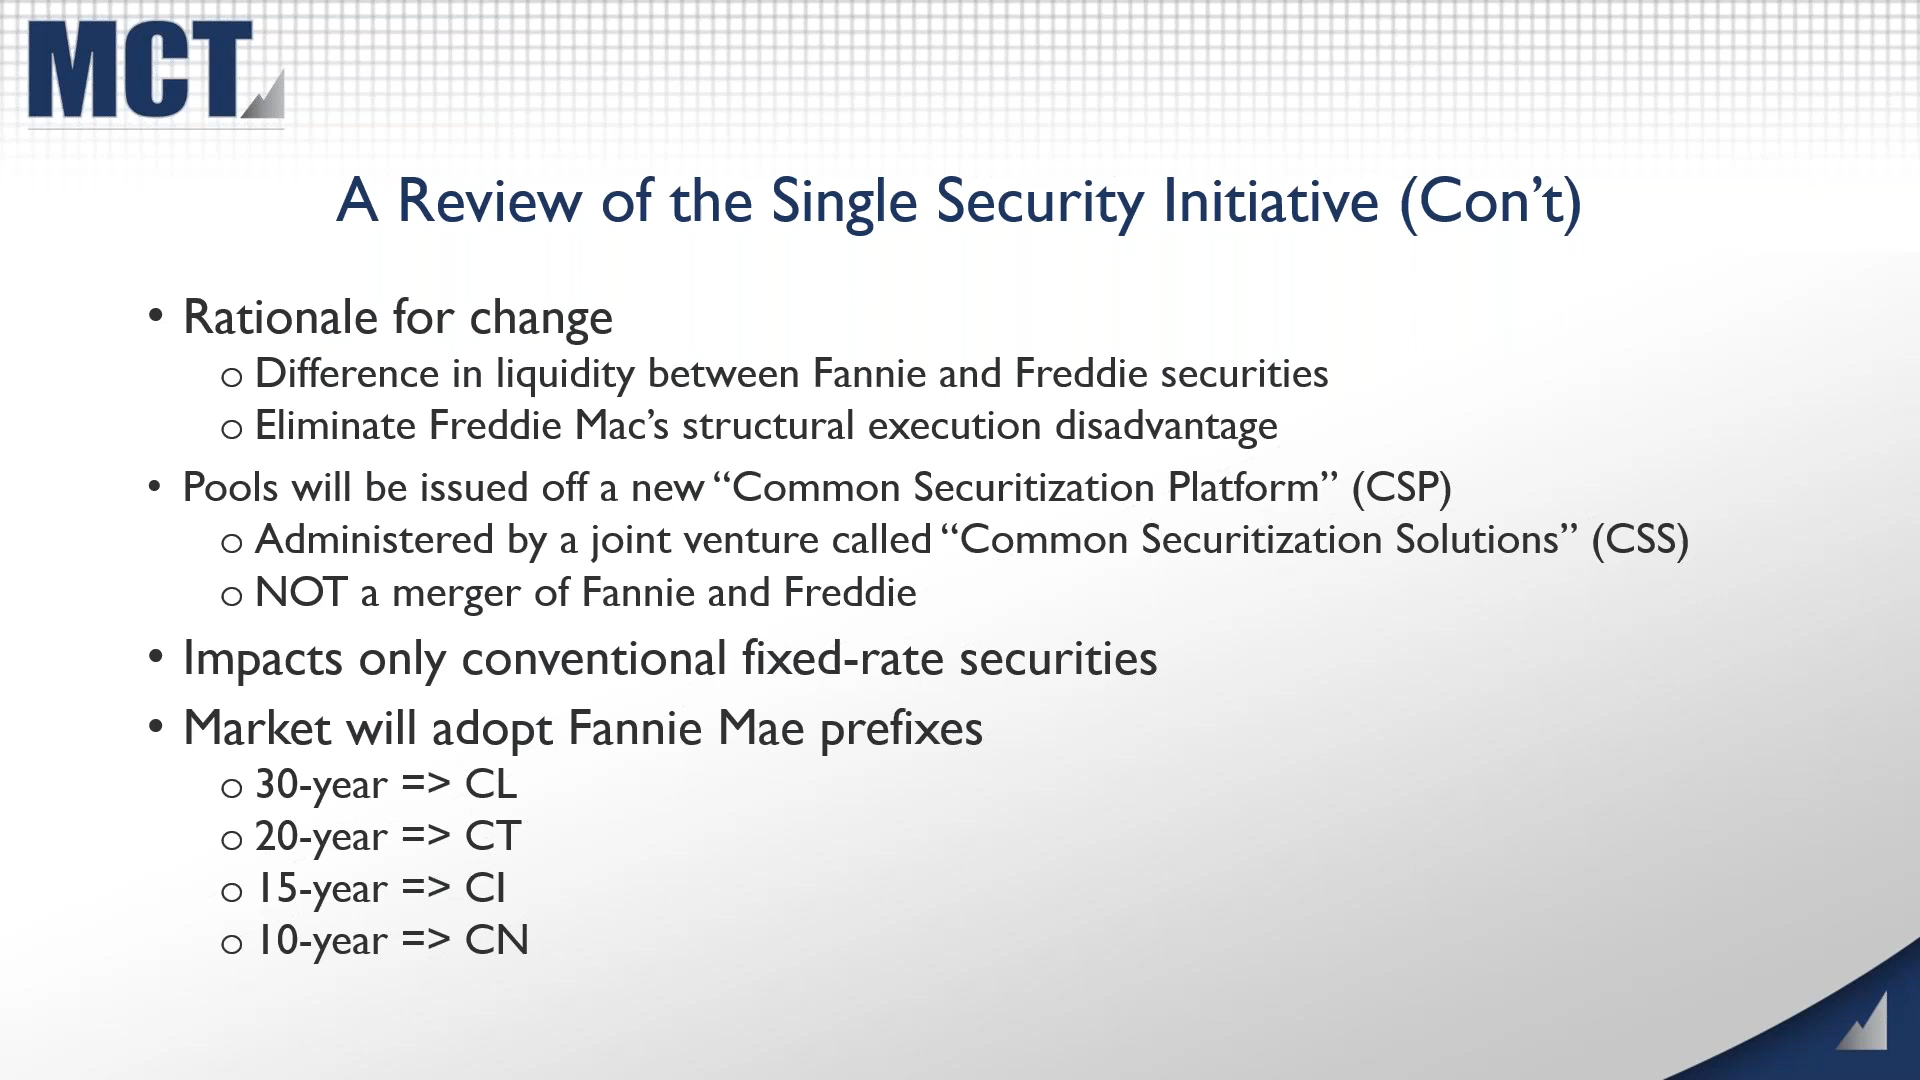 MCT
A Review of the Single Security Initiative (Con’t)
• Rationale for change
o Difference in liquidity between Fannie and Freddie securities
o Eliminate Freddie Mac’s structural execution disadvantage
• Pools will be issued off a new “Common Securitization Platform” (CSP)
o Administered by a joint venture called “Common Securitization Solutions” (CSS)
o NOT a merger of Fannie and Freddie
• Impacts only conventional fixed-rate securities
• Market will adopt Fannie Mae prefixes
o 30-year => CL
o 20-year => CT
o 15-year => CI
o 10-year => CN